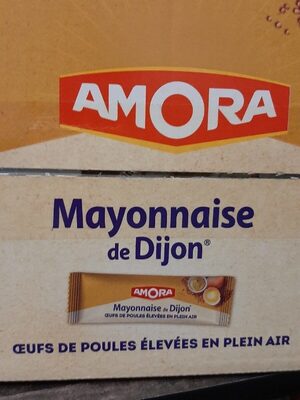 AMORA
Mayonnaise
de Dijon®
AMORA
Mayonnaise de Dijon®
ŒUFS DE POULES ÉLEVÉES EN PLEIN AIR
ŒUFS DE POULES ÉLEVÉES EN PLEIN AIR